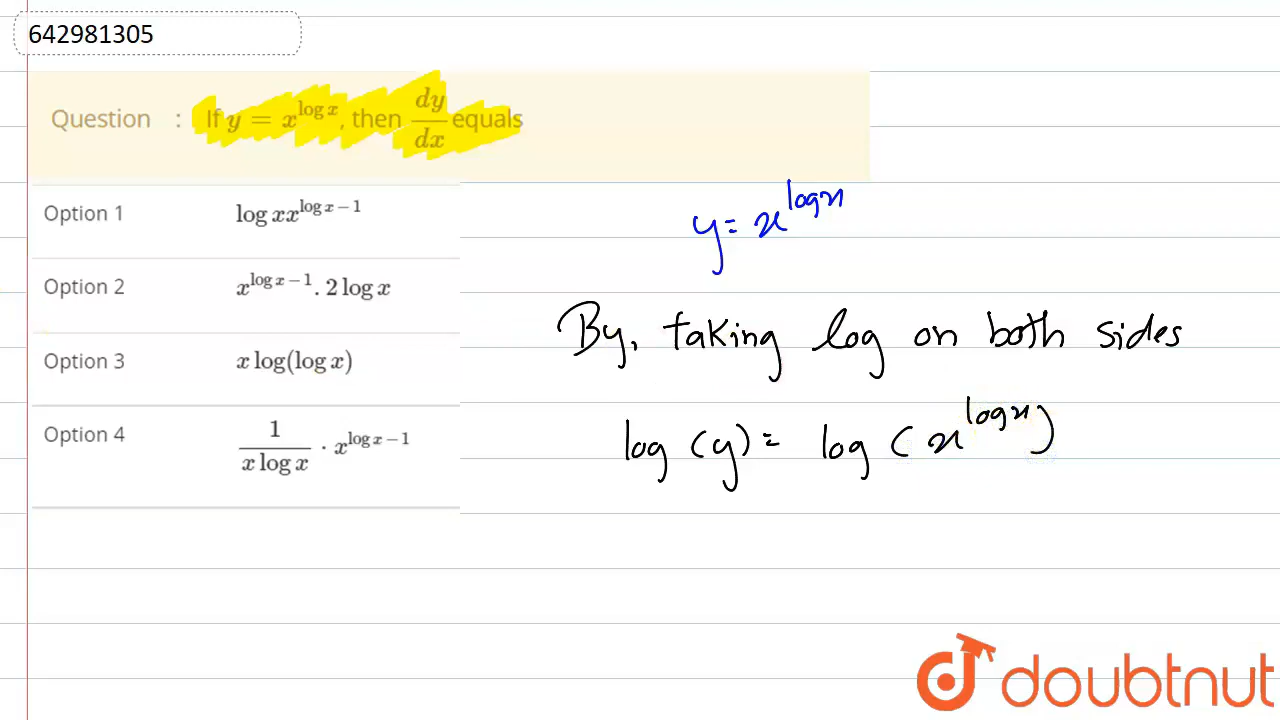 642981305
Question : If y = x^{log x}, then dy/dx equals
Option 1 log xx^{log x−1}
Option 2 x^{log x−1}. 2 log x
Option 3 x log(log x)
Option 4 1/(x log x) · x^{log x−1}
y = x^{log x}
By, taking log on both sides
log (y) = log ( x^{log x})
doubtnut